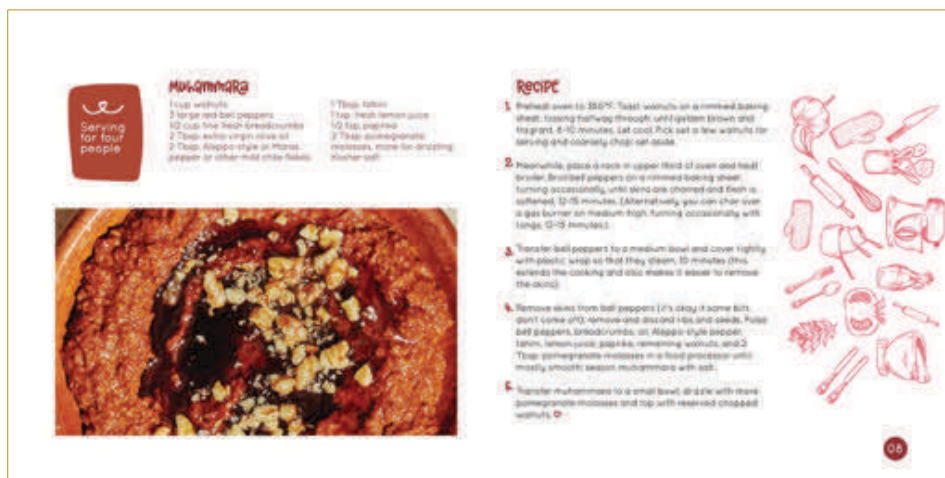 Serving
for four
people
Muhammara
1 cup walnuts
3 large red bell peppers
1/2 cup fine fresh breadcrumbs
2 Tbsp. extra-virgin olive oil
2 Tbsp. Aleppo-style or Maras
pepper or other mild chile flakes
1 Tbsp. tahini
1 tsp. fresh lemon juice
1/2 tsp. paprika
2 Tbsp. pomegranate
molasses, more for drizzling
Kosher salt
Recipe
1. Preheat oven to 350°F. Toast walnuts on a rimmed baking
sheet, tossing halfway through, until golden brown and
fragrant, 8-10 minutes. Let cool. Pick out a few walnuts for
serving and coarsely chop; set aside.
2. Meanwhile, place a rack in upper third of oven and heat
broiler. Broil bell peppers on a rimmed baking sheet,
turning occasionally, until skins are charred and flesh is
softened, 12-15 minutes. (Alternatively, you can char over
a gas burner on medium-high, turning occasionally with
tongs, 12-15 minutes.)
3. Transfer bell peppers to a medium bowl and cover tightly
with plastic wrap so that they steam, 10 minutes (this
extends the cooking and also makes it easier to remove
the skins).
4. Remove skins from bell peppers (it's okay if some bits
don't come off); remove and discard ribs and seeds. Pulse
bell peppers, breadcrumbs, oil, Aleppo-style pepper,
tahini, lemon juice, paprika, remaining walnuts, and 2
Tbsp. pomegranate molasses in a food processor until
mostly smooth; season muhammara with salt.
5. Transfer muhammara to a small bowl; drizzle with more
pomegranate molasses and top with reserved chopped
walnuts.
08